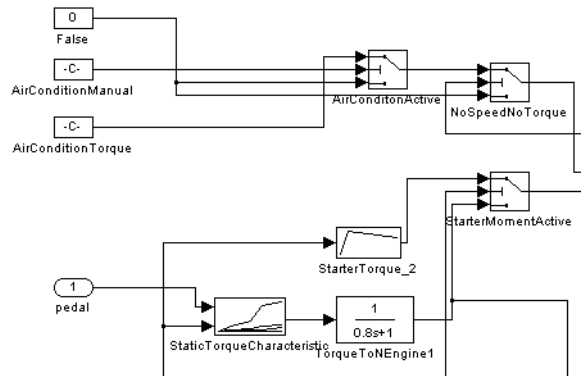 0
False
-C-
AirConditionManual
AirConditonActive
NoSpeedNoTorque
-C-
AirConditionTorque
StarterMomentActive
StarterTorque_2
1
pedal
StaticTorqueCharacteristic
1
0.8s+1
TorqueToNEngine1